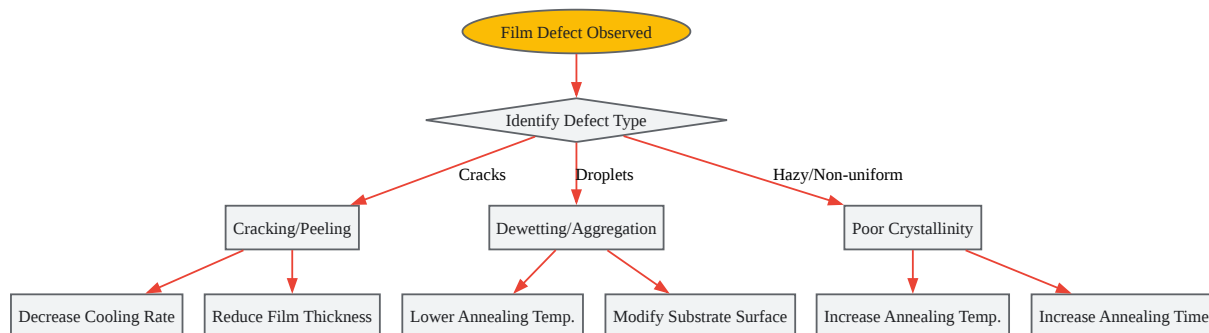 Film Defect Observed
Identify Defect Type
Cracks
Droplets
Hazy/Non-uniform
Cracking/Peeling
Dewetting/Aggregation
Poor Crystallinity
Decrease Cooling Rate
Reduce Film Thickness
Lower Annealing Temp.
Modify Substrate Surface
Increase Annealing Temp.
Increase Annealing Time